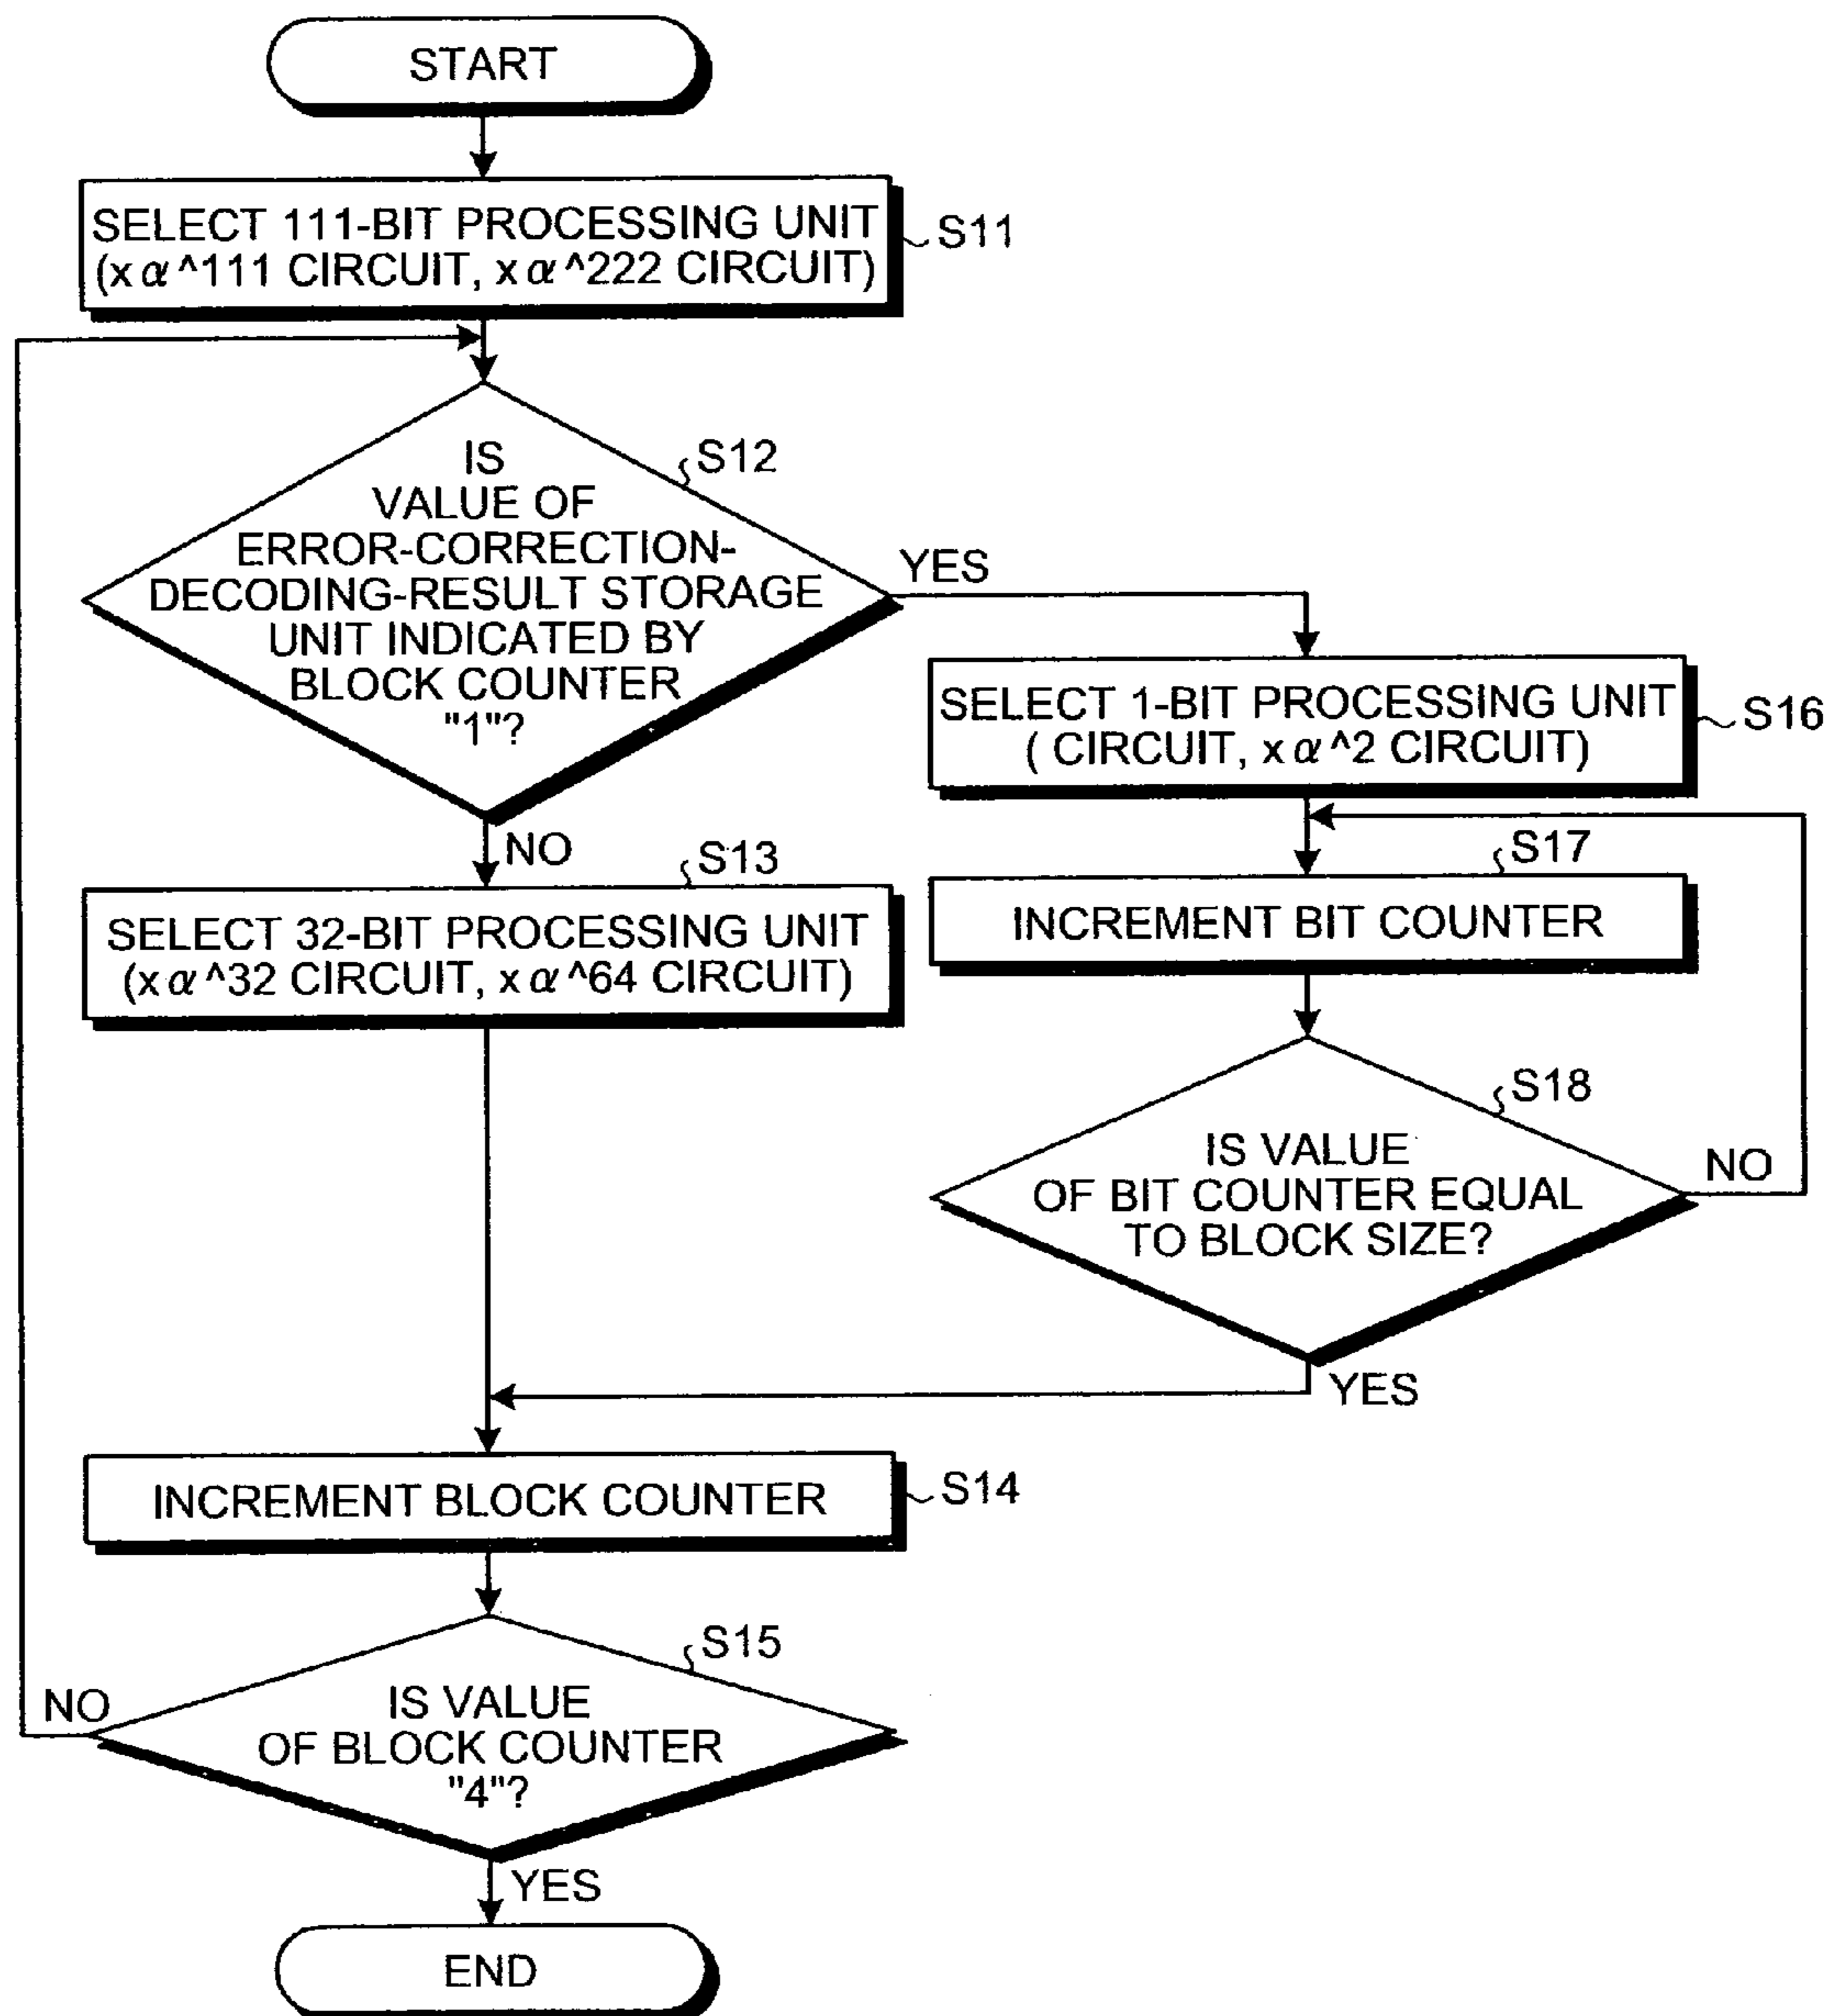 START
SELECT 111-BIT PROCESSING UNIT
(xα^111 CIRCUIT, xα^222 CIRCUIT)
S11
IS
VALUE OF
ERROR-CORRECTION-
DECODING-RESULT STORAGE
UNIT INDICATED BY
BLOCK COUNTER
"1"?
S12
YES
NO
SELECT 1-BIT PROCESSING UNIT
( CIRCUIT, xα^2 CIRCUIT)
S16
S13
SELECT 32-BIT PROCESSING UNIT
(xα^32 CIRCUIT, xα^64 CIRCUIT)
S17
INCREMENT BIT COUNTER
S18
IS VALUE
OF BIT COUNTER EQUAL
TO BLOCK SIZE?
NO
YES
INCREMENT BLOCK COUNTER
S14
S15
IS VALUE
OF BLOCK COUNTER
"4"?
NO
YES
END